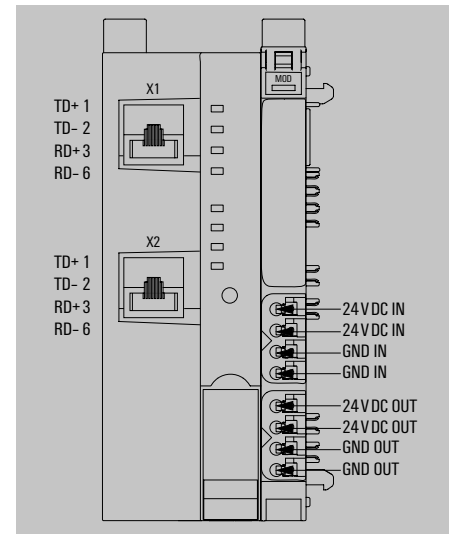 MOD
X1
TD+ 1
TD- 2
RD+ 3
RD- 6
X2
TD+ 1
TD- 2
RD+ 3
RD- 6
24 V DC IN
24 V DC IN
GND IN
GND IN
24 V DC OUT
24 V DC OUT
GND OUT
GND OUT